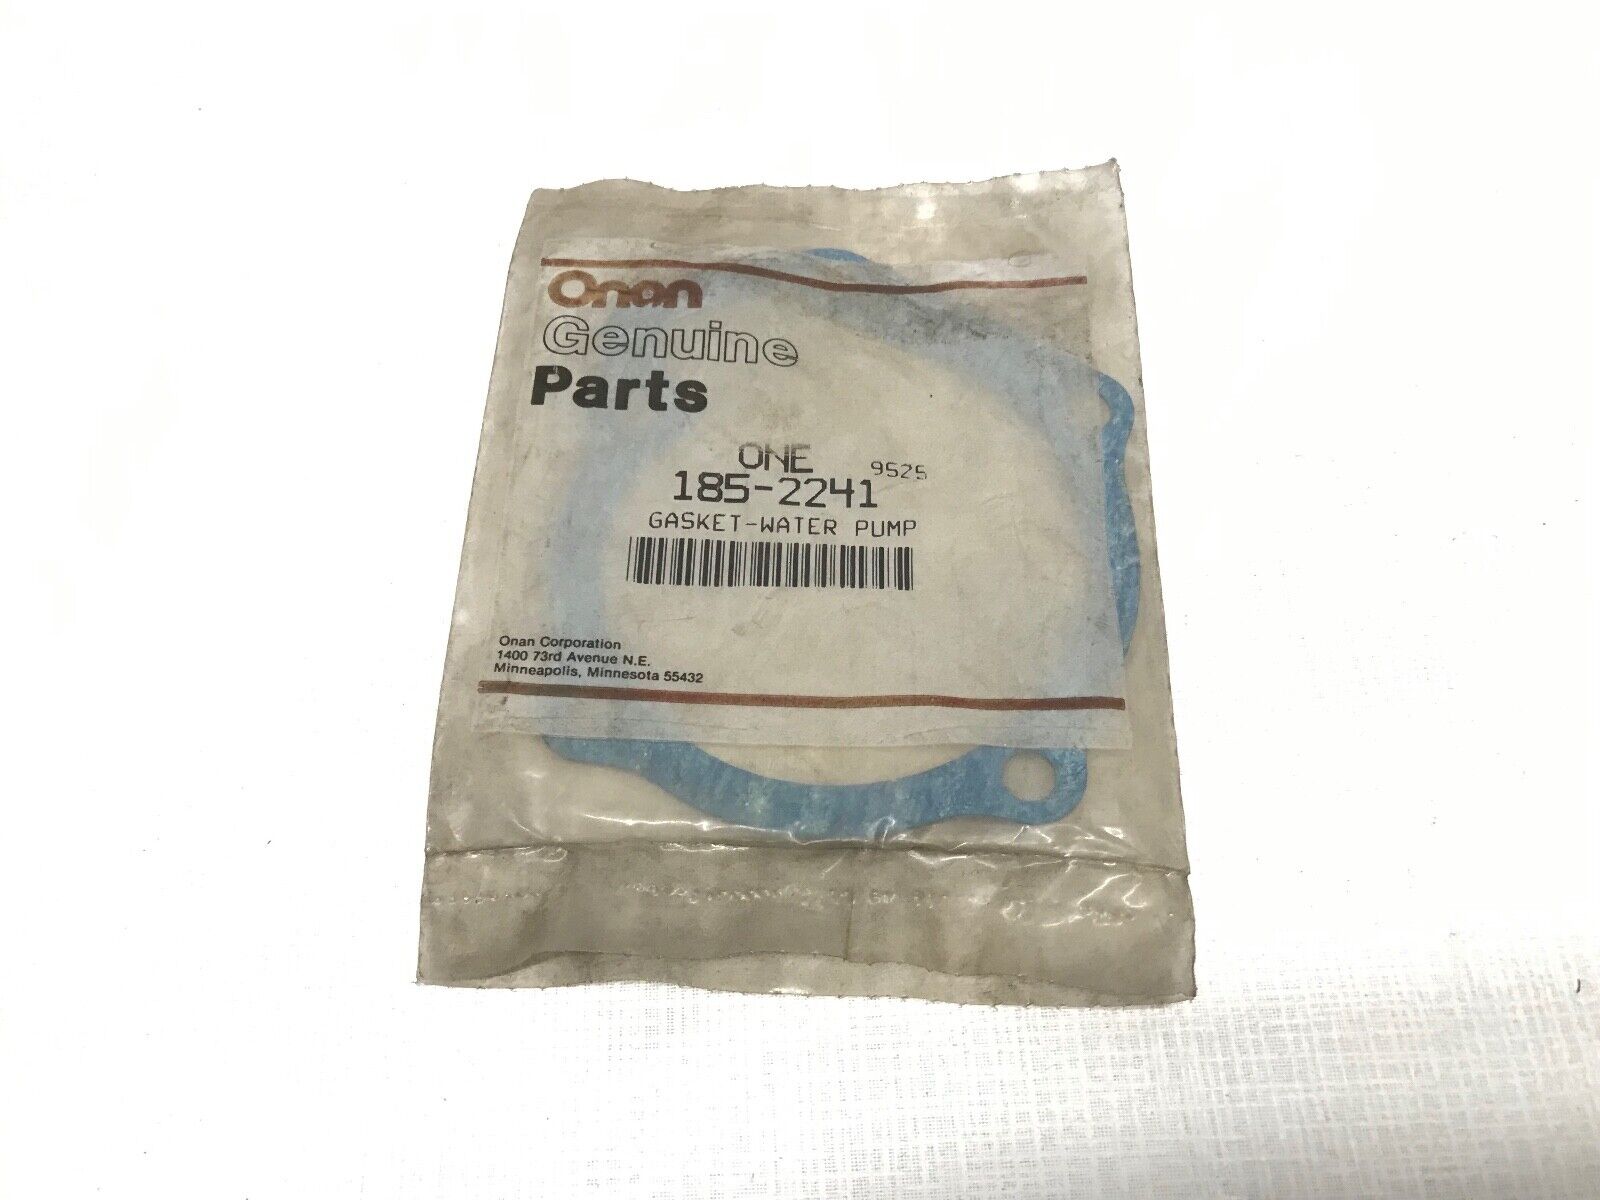 Onan
Genuine
Parts
ONE 9525
185-2241
GASKET-WATER PUMP
Onan Corporation
1400 73rd Avenue N.E.
Minneapolis, Minnesota 55432